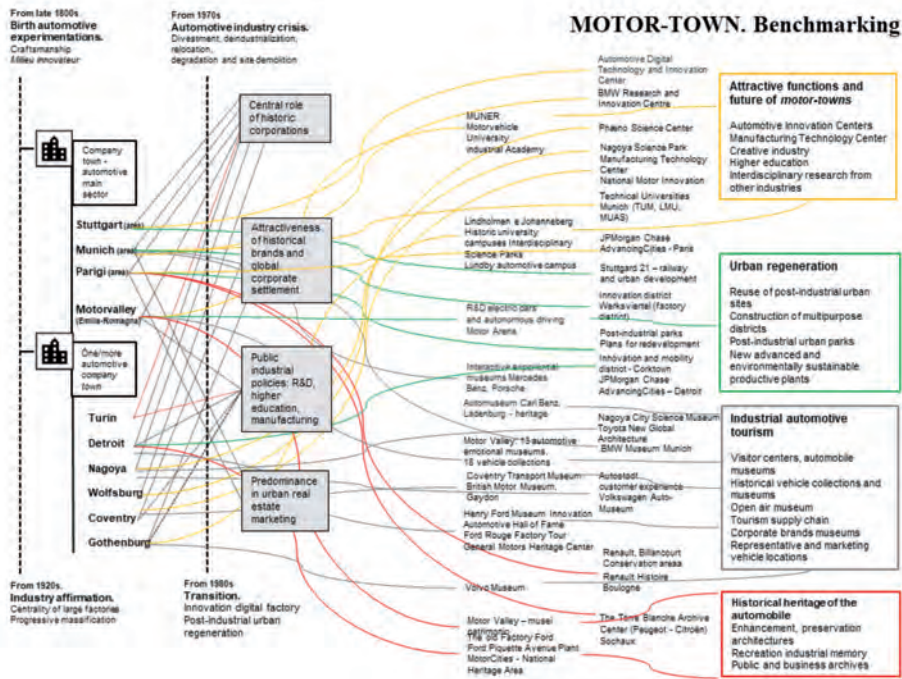 MOTOR-TOWN. Benchmarking
From late 1800s.
Birth automotive
experimentations.
Craftsmanship
Milieu innovateur
From 1970s
Automotive industry crisis.
Divestment, deindustrialization,
relocation,
degradation and site demolition
Company
town -
automotive
main
sector
Stuttgart (area)
Munich (area)
Parigi (area)
Motorvalley
(Emilia-Romagna)
One/more
automotive
company
town
Turin
Detroit
Nagoya
Wolfsburg
Coventry
Gothenburg
From 1920s.
Industry affirmation.
Centrality of large factories
Progressive massification
From 1980s
Transition.
Innovation digital factory
Post-industrial urban
regeneration
Central role
of historic
corporations
Attractiveness
of historical
brands and
global
corporate
settlement
Public
industrial
policies: R&D,
higher
education,
manufacturing
Predominance
in urban real
estate
marketing
MUNER
Motorvehicle
University
Industrial Academy
Lindholmen e Johanneberg
Historic university
campuses Interdisciplinary
Science Parks
Lundby automotive campus
R&D electric cars
and autonomous driving
Motor Arena
Interactive experiential
museums Mercedes
Benz, Porsche
Automuseum Carl Benz,
Ladenburg - heritage
Motor Valley: 13 automotive
emotional museums.
18 vehicle collections
Coventry Transport Museum
British Motor Museum,
Gaydon
Henry Ford Museum Innovation
Automotive Hall of Fame
Ford Rouge Factory Tour
General Motors Heritage Center
Volvo Museum
Motor Valley – musei
patrimonio
The old Factory Ford
Ford Piquette Avenue Plant
MotorCities - National
Heritage Area
Automotive Digital
Technology and Innovation
Center
BMW Research and
Innovation Centre
Phæno Science Center
Nagoya Science Park
Manufacturing Technology
Center
National Motor Innovation
Technical Universities
Munich (TUM, LMU,
MUAS)
JPMorgan Chase
AdvancingCities - Paris
Stuttgard 21 – railway
and urban development
Innovation district
Werksviertel (factory
district)
Post-industrial parks
Plans for redevelopment
Innovation and mobility
district - Corktown
JPMorgan Chase
AdvancingCities – Detroit
Nagoya City Science Museum
Toyota New Global
Architecture
BMW Museum Munich
Autostadt
customer experience
Volkswagen Auto-
Museum
Renault, Billancourt
Conservation areas
Renault Histoire
Boulogne
The Terre Blanche Archive
Center (Peugeot - Citroën)
Sochaux
Attractive functions and
future of motor-towns
Automotive Innovation Centers
Manufacturing Technology Center
Creative industry
Higher education
Interdisciplinary research from
other industries
Urban regeneration
Reuse of post-industrial urban
sites
Construction of multipurpose
districts
Post-industrial urban parks
New advanced and
environmentally sustainable
productive plants
Industrial automotive
tourism
Visitor centers, automobile
museums
Historical vehicle collections and
museums
Open air museum
Tourism supply chain
Corporate brands museums
Representative and marketing
vehicle locations
Historical heritage of the
automobile
Enhancement, preservation
architectures
Recreation industrial memory
Public and business archives